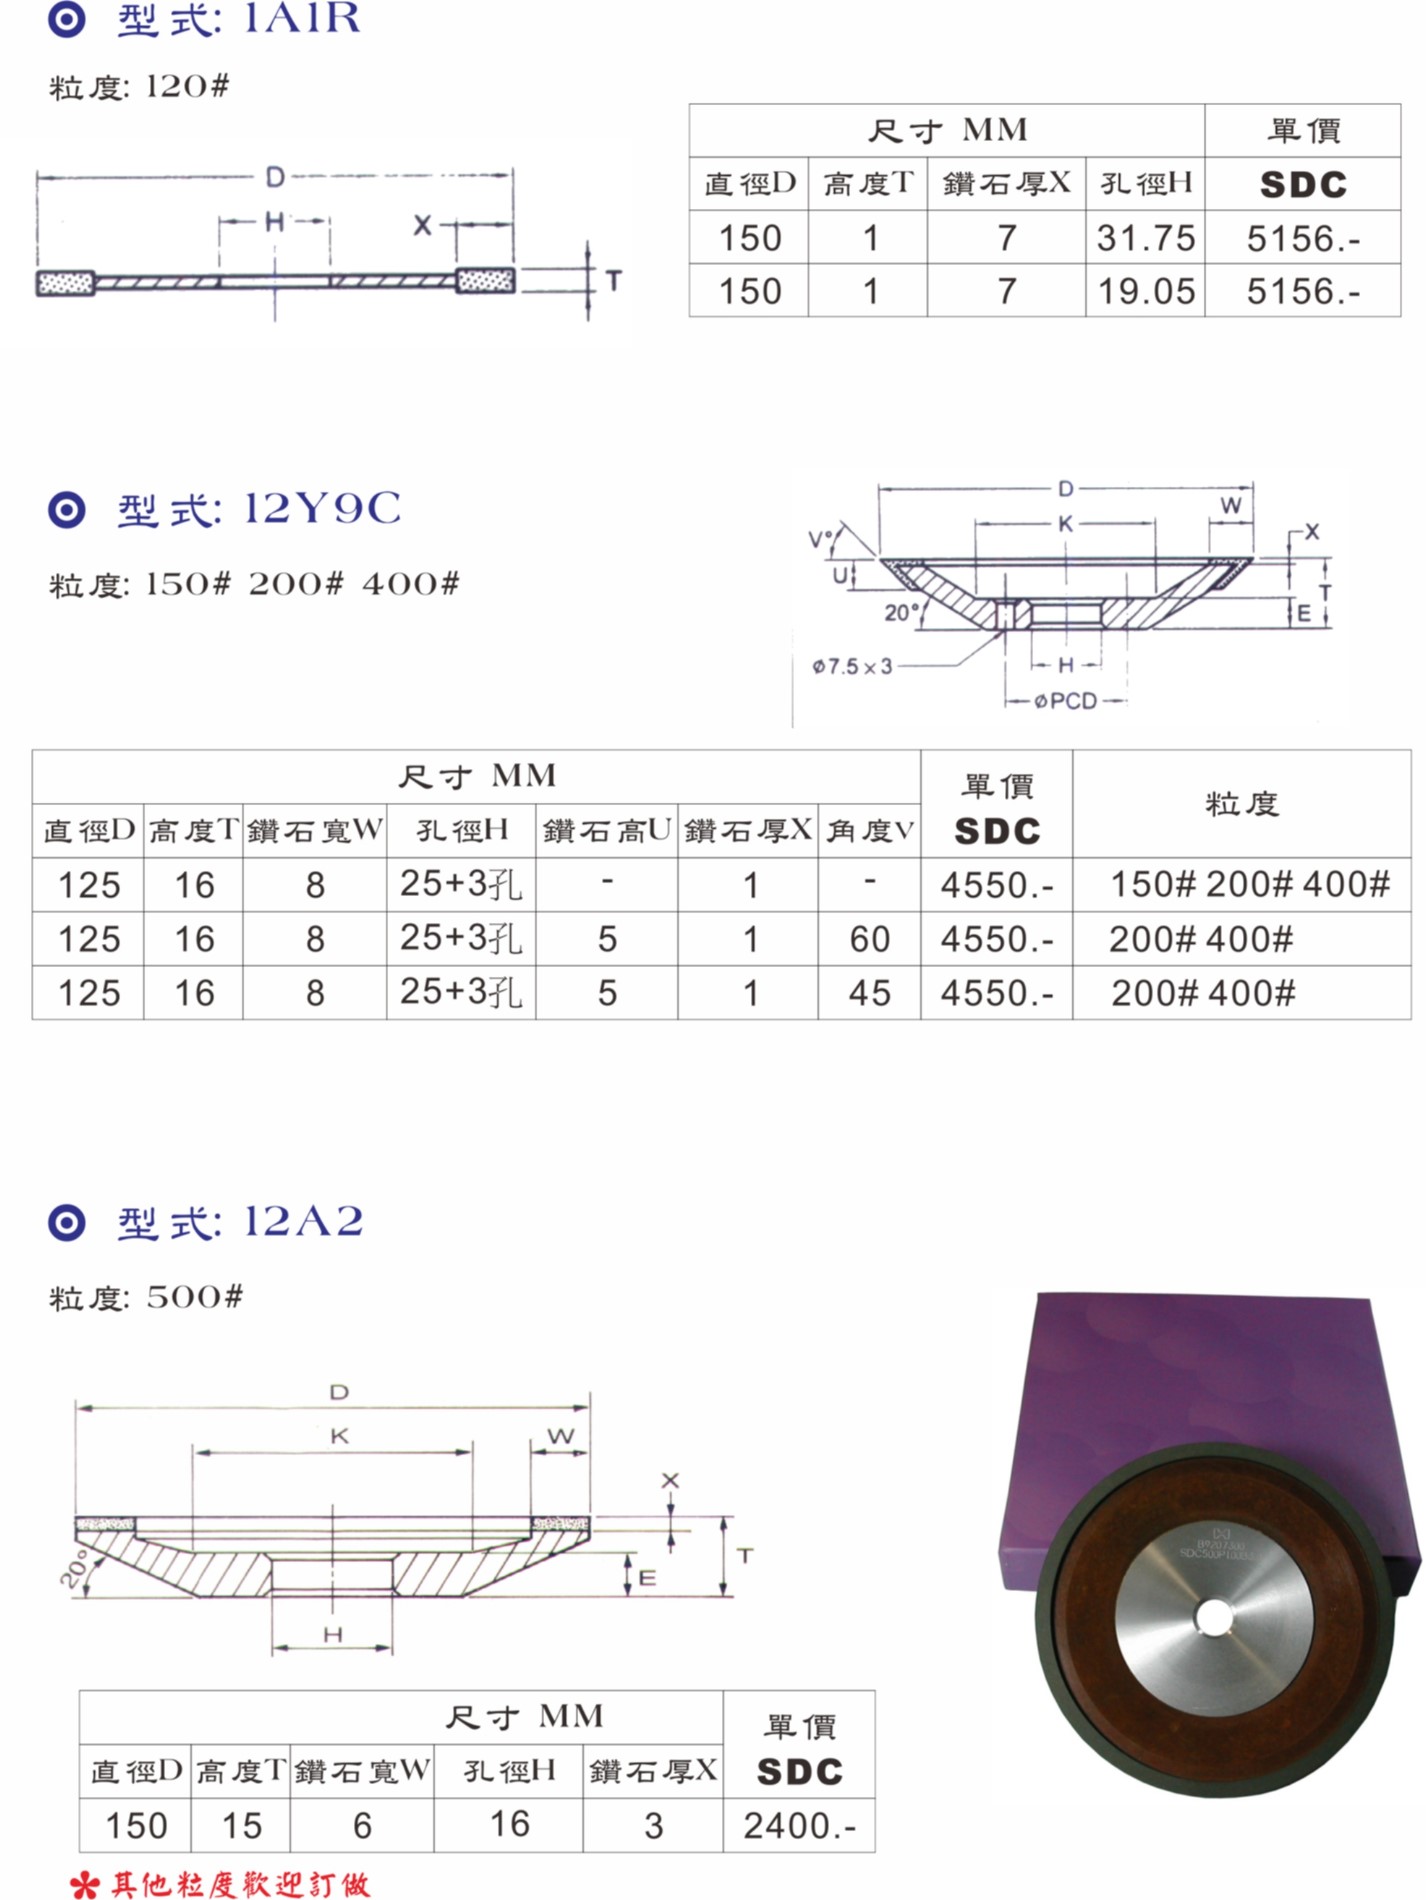 型式: 1A1R
粒度: 120#
D
H
X
T
尺寸 MM 單價
直徑D 高度T 鑽石厚X 孔徑H SDC
150 1 7 31.75 5156.-
150 1 7 19.05 5156.-
型式: 12Y9C
粒度: 150# 200# 400#
D
W
K
X
V°
U
T
20°
E
ø7.5×3
H
øPCD
尺寸 MM 單價 粒度
直徑D 高度T 鑽石寬W 孔徑H 鑽石高U 鑽石厚X 角度V SDC
125 16 8 25+3孔 - 1 - 4550.- 150# 200# 400#
125 16 8 25+3孔 5 1 60 4550.- 200# 400#
125 16 8 25+3孔 5 1 45 4550.- 200# 400#
型式: 12A2
粒度: 500#
D
K
W
X
T
20°
E
H
尺寸 MM 單價
直徑D 高度T 鑽石寬W 孔徑H 鑽石厚X SDC
150 15 6 16 3 2400.-
其他粒度歡迎訂做